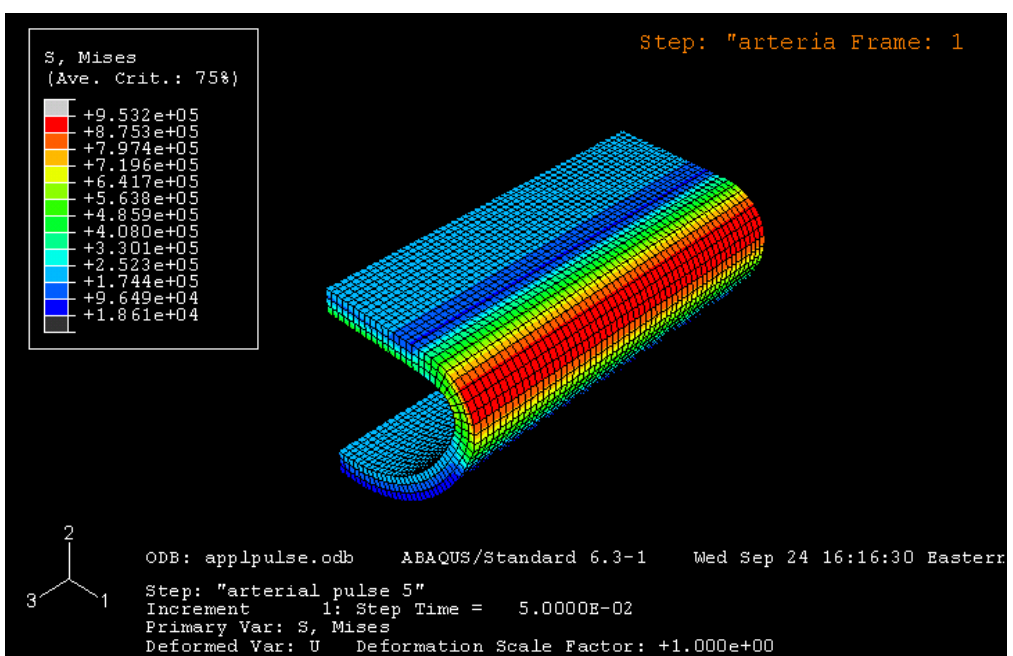 Step: "arteria Frame: 1
S, Mises
(Ave. Crit.: 75%)
+9.532e+05
+8.753e+05
+7.974e+05
+7.196e+05
+6.417e+05
+5.638e+05
+4.859e+05
+4.080e+05
+3.301e+05
+2.523e+05
+1.744e+05
+9.649e+04
+1.861e+04
2
3
1
ODB: applpulse.odb ABAQUS/Standard 6.3-1 Wed Sep 24 16:16:30 Eastern
Step: "arterial pulse 5"
Increment 1: Step Time = 5.0000E-02
Primary Var: S, Mises
Deformed Var: U Deformation Scale Factor: +1.000e+00